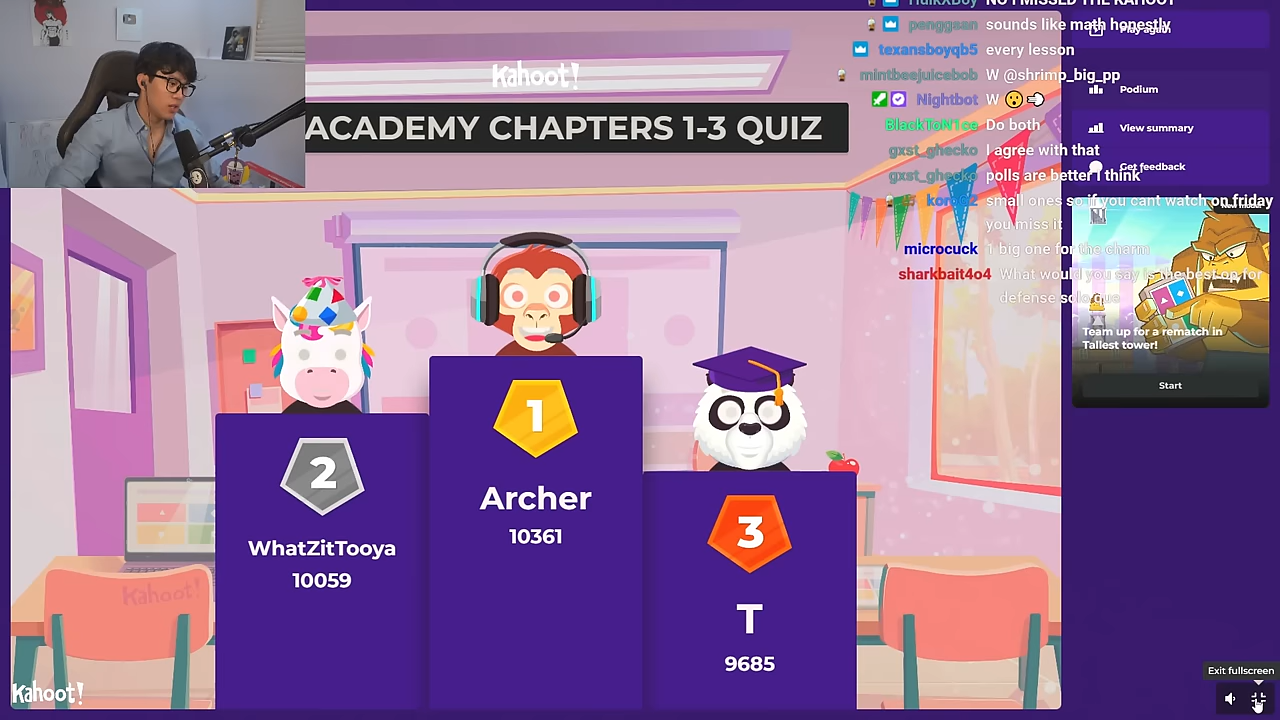 HulkXBoy NO I MISSED THE KAHOOT
penggsan sounds like math honestly
texansboyqb5 every lesson
mintbeejuicebob W @shrimp_big_pp
Nightbot W
BlackToN1ce Do both
gxst_ghecko I agree with that
gxst_ghecko polls are better I think
small ones so if you cant watch on friday
you miss it
microcuck 1 big one for the charm
sharkbait4o4 What would you say is the best op for
defense solo que
Kahoot!
ACADEMY CHAPTERS 1-3 QUIZ
Play again
Podium
View summary
Get feedback
Team up for a rematch in
Tallest tower!
Start
1
Archer
10361
2
WhatZitTooya
10059
3
T
9685
Kahoot!
Kahoot!
Exit fullscreen